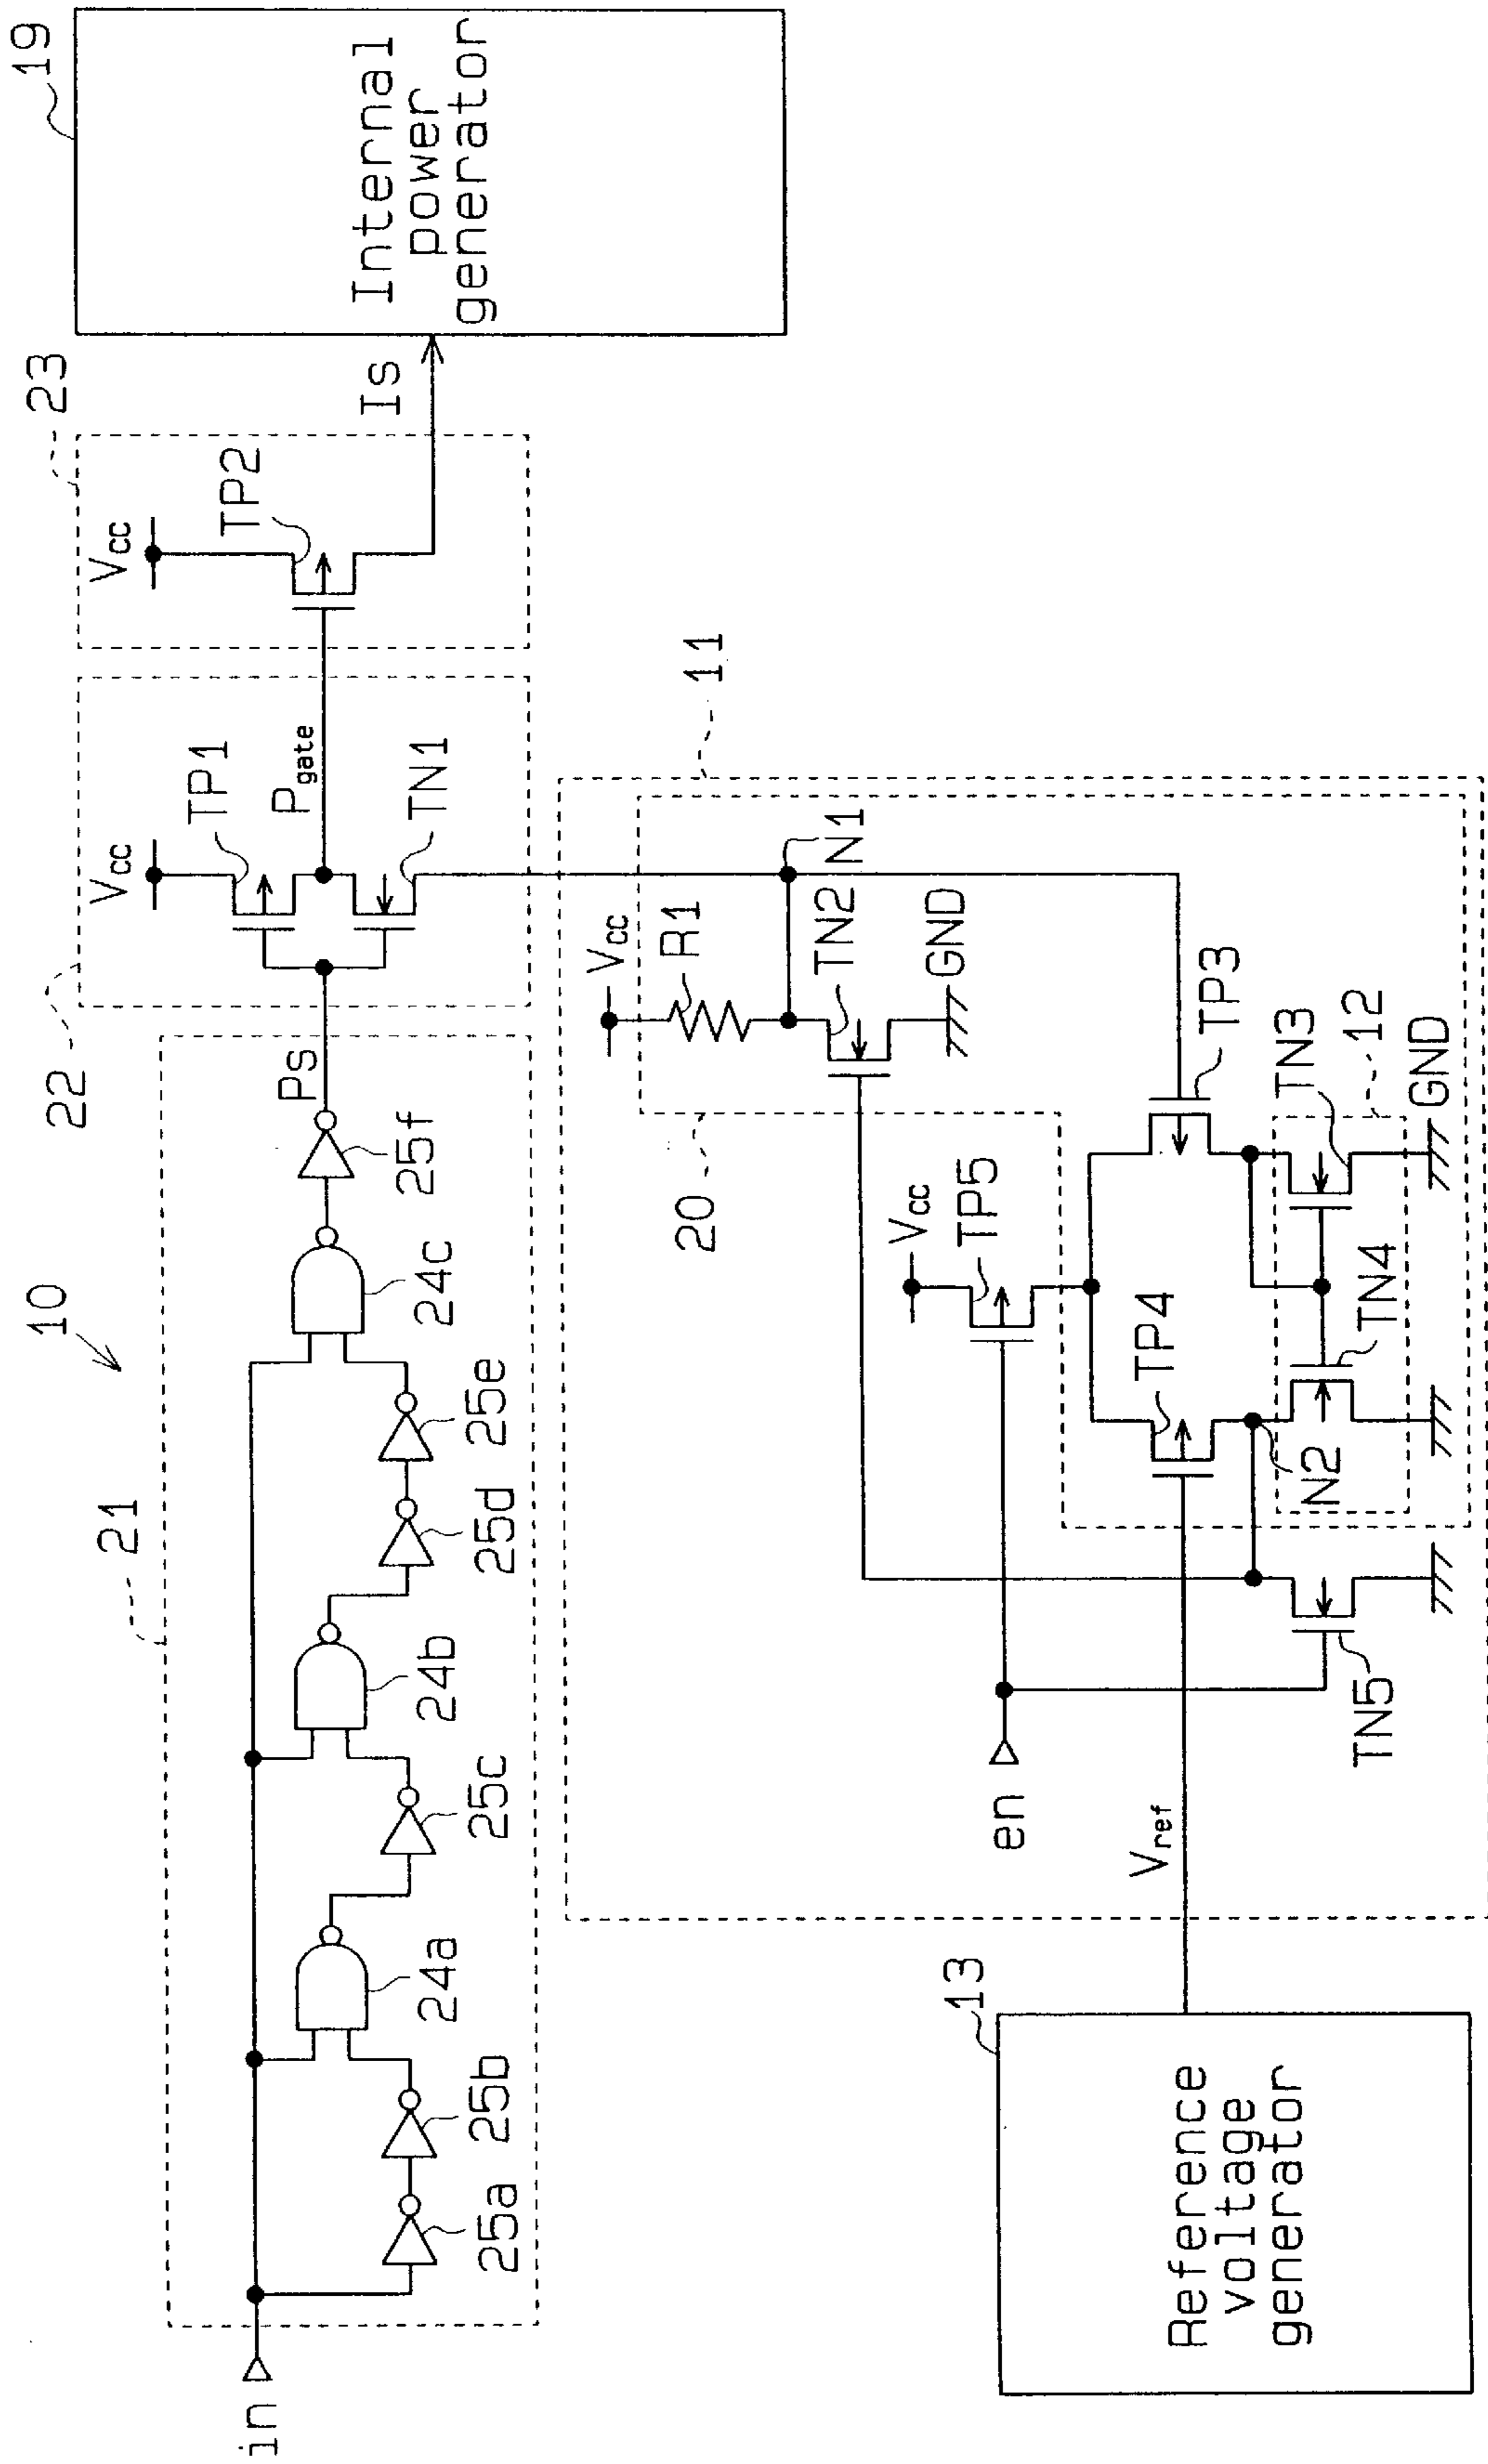 10
21
in
25a
25b
24a
25c
24b
25d
25e
24c
25f
Ps
22
Vcc
TP1
Pgate
TN1
23
Vcc
TP2
Is
19
Internal
power
generator
11
20
Vcc
R1
N1
TN2
GND
Vcc
TP5
TP4
TP3
TN3
12
GND
TN4
N2
TN5
en
Vref
13
Reference
voltage
generator